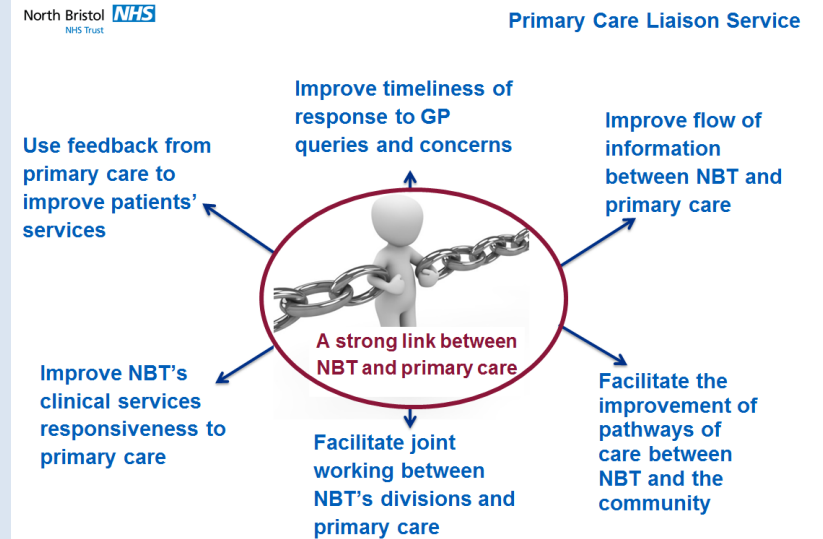 North Bristol NHS
NHS Trust
Primary Care Liaison Service
Improve timeliness of
response to GP
queries and concerns
Improve flow of
information
between NBT and
primary care
Use feedback from
primary care to
improve patients'
services
A strong link between
NBT and primary care
Improve NBT's
clinical services
responsiveness to
primary care
Facilitate the
improvement of
pathways of
care between
NBT and the
community
Facilitate joint
working between
NBT's divisions and
primary care